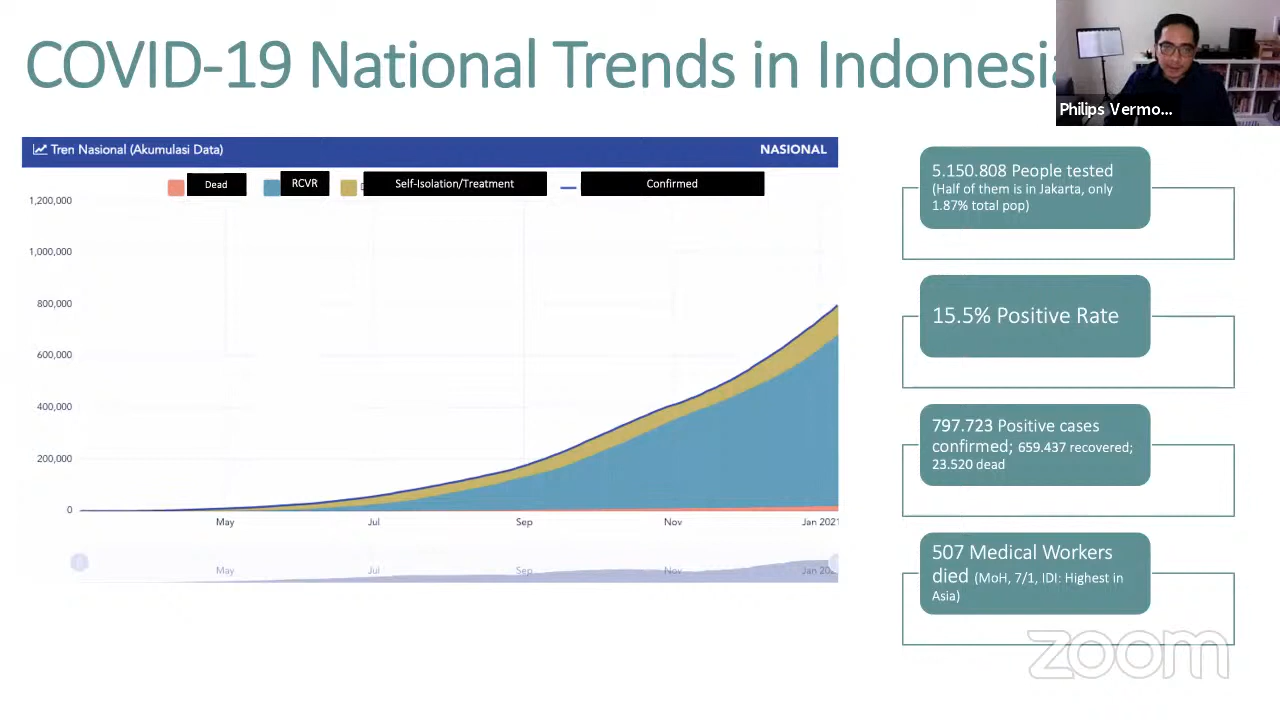 COVID-19 National Trends in Indonesia
Philips Vermo...
Tren Nasional (Akumulasi Data)
NASIONAL
Dead
RCVR
Self-Isolation/Treatment
Confirmed
1,200,000
1,000,000
800,000
600,000
400,000
200,000
0
May
Jul
Sep
Nov
Jan 2021
May
Jul
Sep
Nov
Jan 20
5.150.808 People tested
(Half of them is in Jakarta, only
1.87% total pop)
15.5% Positive Rate
797.723 Positive cases
confirmed; 659.437 recovered;
23.520 dead
507 Medical Workers
died (MoH, 7/1, IDI: Highest in
Asia)
zoom